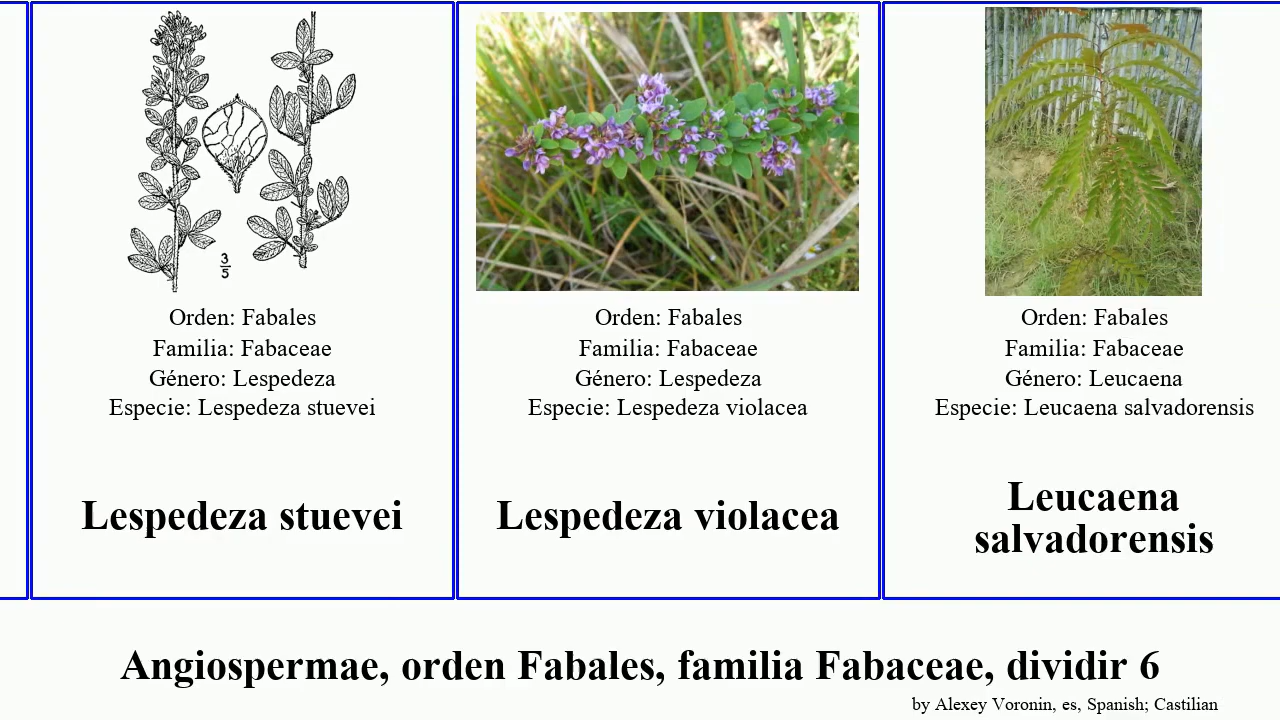 3
5
Orden: Fabales
Familia: Fabaceae
Género: Lespedeza
Especie: Lespedeza stuevei
Lespedeza stuevei
Orden: Fabales
Familia: Fabaceae
Género: Lespedeza
Especie: Lespedeza violacea
Lespedeza violacea
Orden: Fabales
Familia: Fabaceae
Género: Leucaena
Especie: Leucaena salvadorensis
Leucaena
salvadorensis
Angiospermae, orden Fabales, familia Fabaceae, dividir 6
by Alexey Voronin, es, Spanish; Castilian